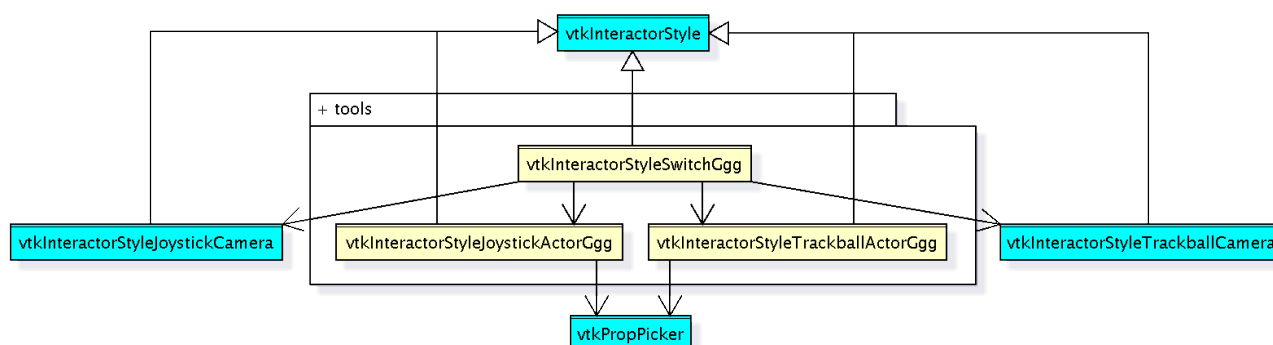 vtkInteractorStyle
+ tools
vtkInteractorStyleSwitchGgg
vtkInteractorStyleJoystickCamera
vtkInteractorStyleJoystickActorGgg
vtkInteractorStyleTrackballActorGgg
vtkInteractorStyleTrackballCamera
vtkPropPicker